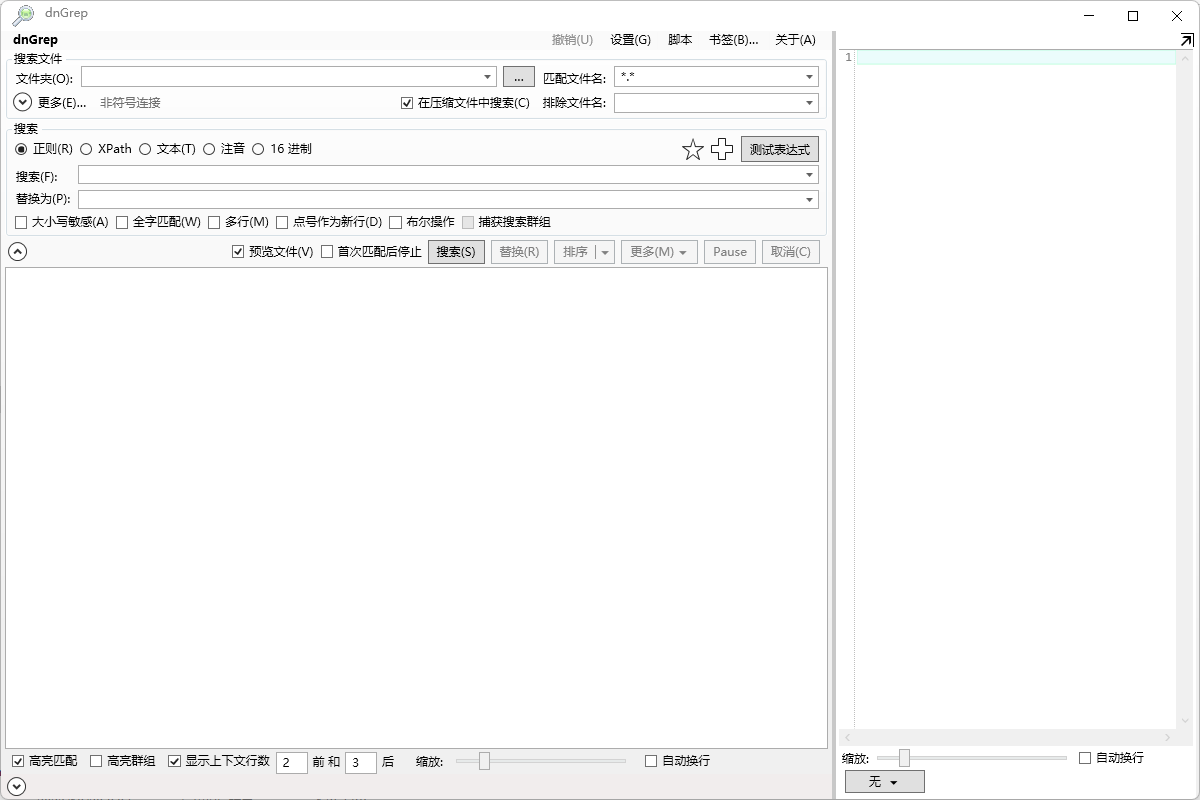 dnGrep
dnGrep 撤销(U) 设置(G) 脚本 书签(B)... 关于(A)
搜索文件
文件夹(O): ... 匹配文件名: *.*
更多(E)... 非符号连接 在压缩文件中搜索(C) 排除文件名:
搜索
正则(R) XPath 文本(T) 注音 16 进制 测试表达式
搜索(F):
替换为(P):
大小写敏感(A) 全字匹配(W) 多行(M) 点号作为新行(D) 布尔操作 捕获搜索群组
预览文件(V) 首次匹配后停止 搜索(S) 替换(R) 排序 更多(M) Pause 取消(C)
高亮匹配 高亮群组 显示上下文行数 2 前 和 3 后 缩放: 自动换行
1
缩放: 自动换行
无